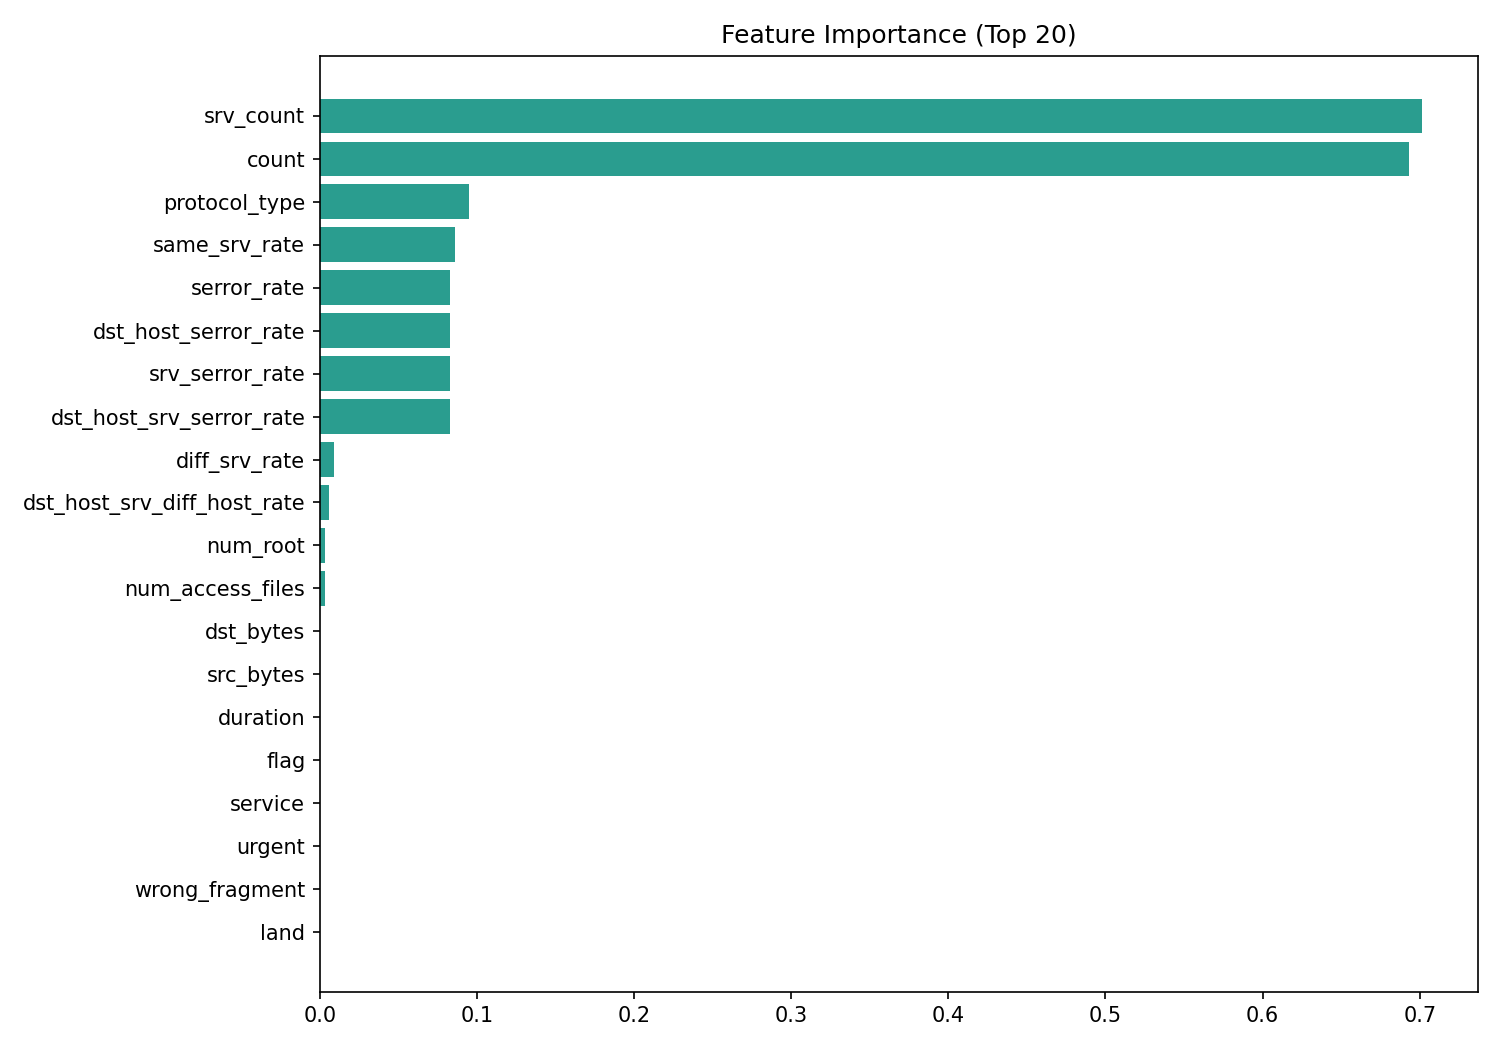 Feature Importance (Top 20)
srv_count
count
protocol_type
same_srv_rate
serror_rate
dst_host_serror_rate
srv_serror_rate
dst_host_srv_serror_rate
diff_srv_rate
dst_host_srv_diff_host_rate
num_root
num_access_files
dst_bytes
src_bytes
duration
flag
service
urgent
wrong_fragment
land
0.0 0.1 0.2 0.3 0.4 0.5 0.6 0.7